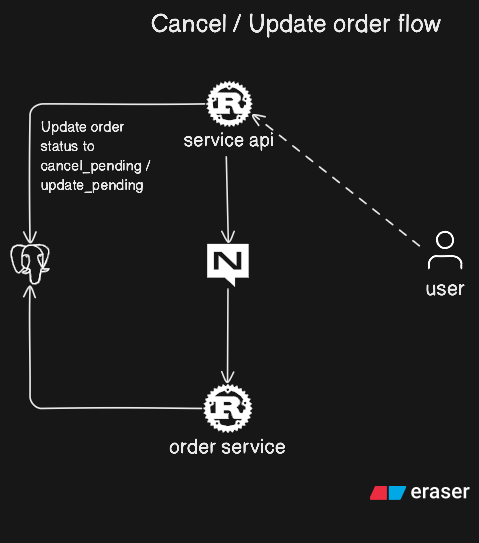 Cancel / Update order flow
service api
Update order
status to
cancel_pending /
update_pending
N
user
order service
eraser